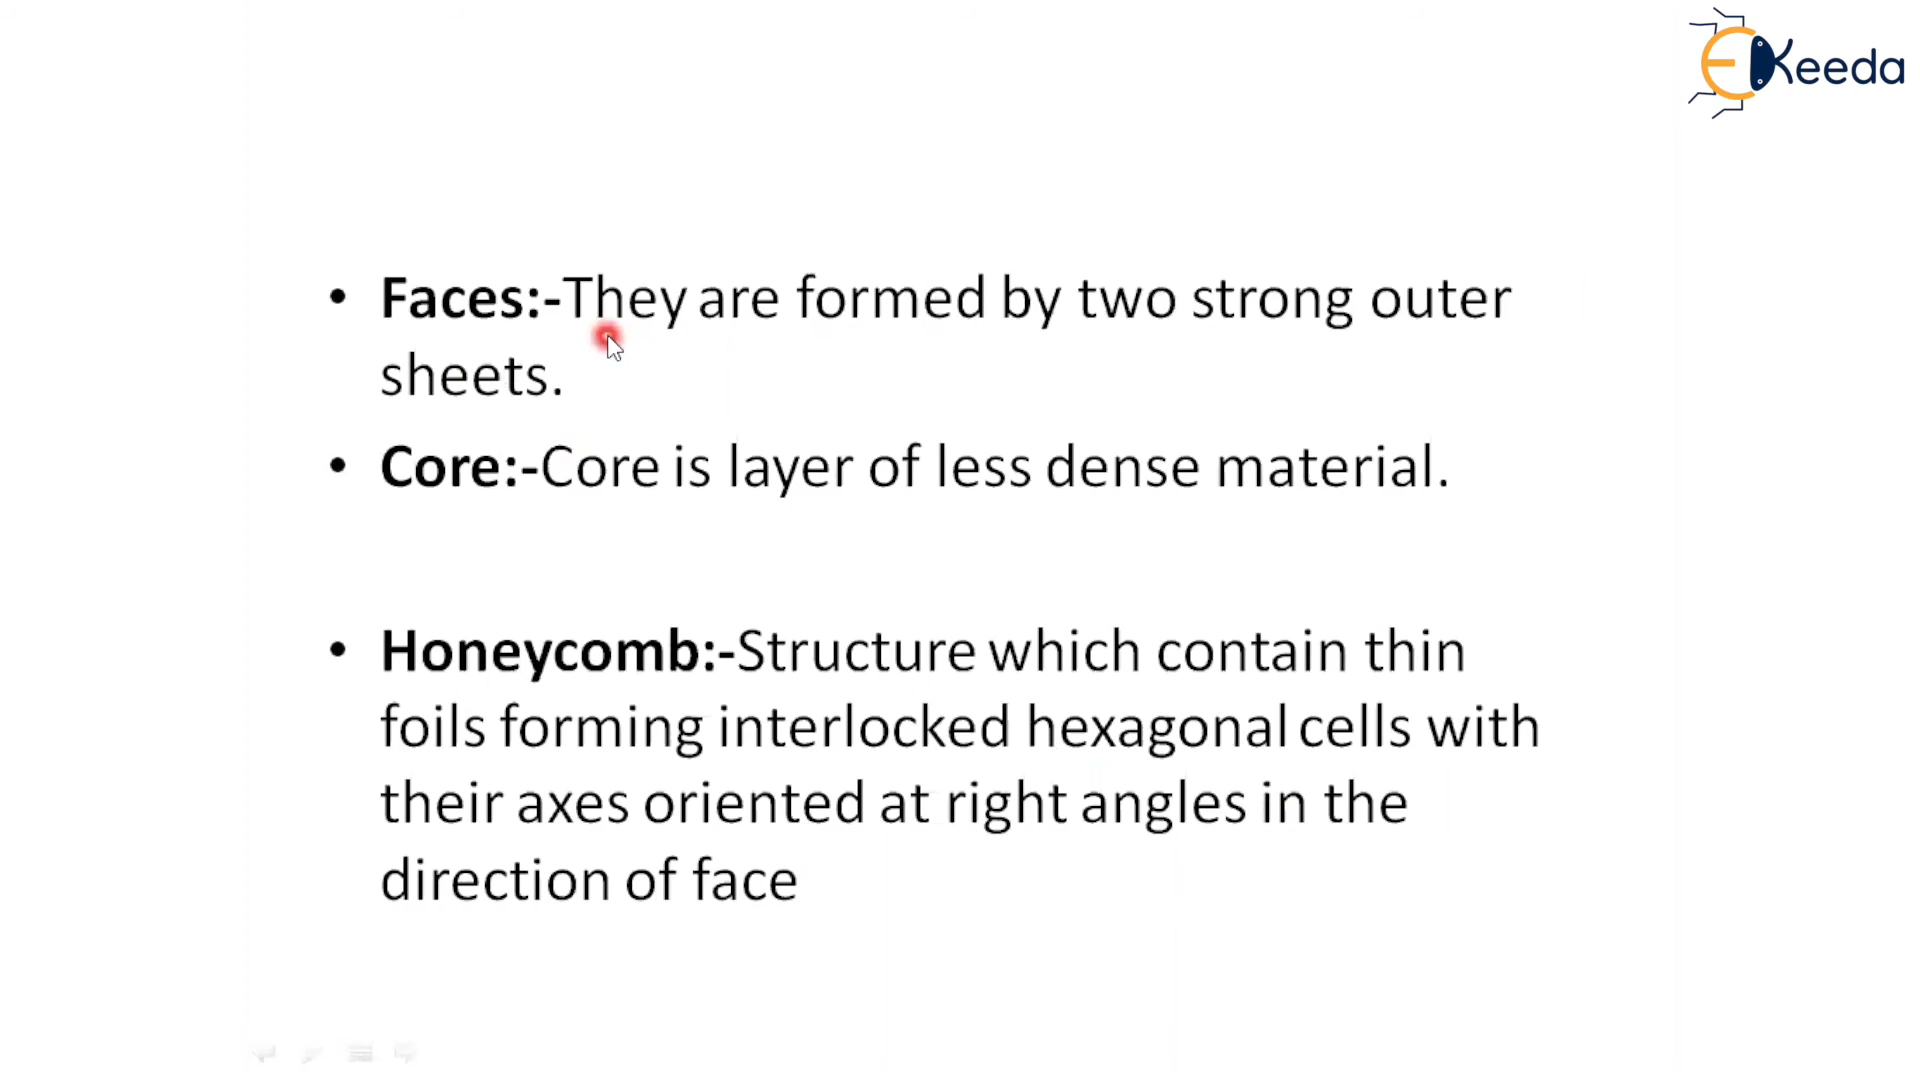 EKeeda
• Faces:-They are formed by two strong outer
sheets.
• Core:-Core is layer of less dense material.
• Honeycomb:-Structure which contain thin
foils forming interlocked hexagonal cells with
their axes oriented at right angles in the
direction of face